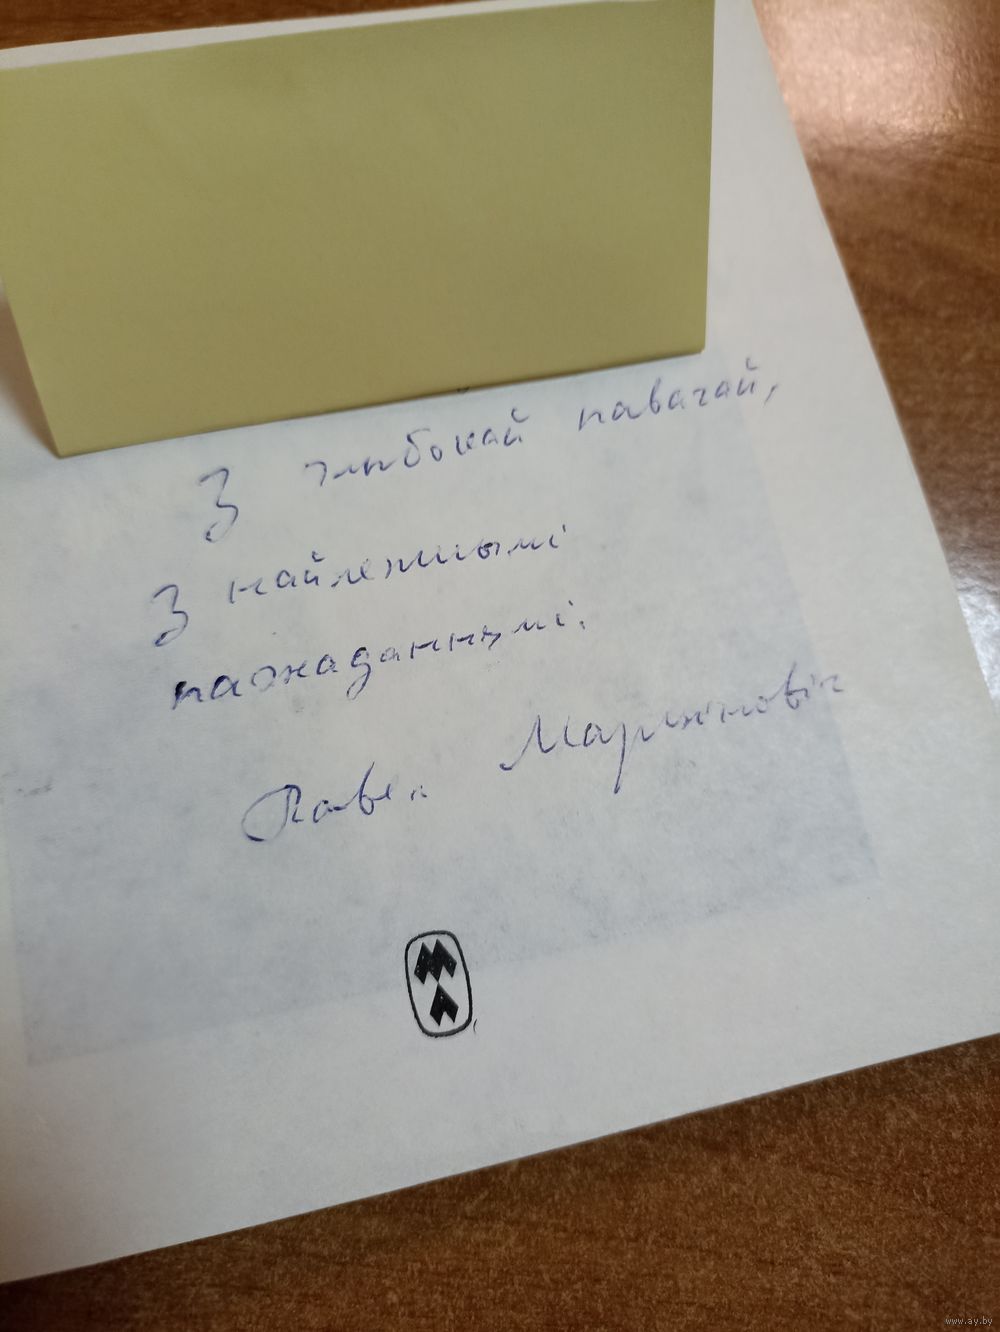 З глыбокай павагай,
З найлепшымі
пажаданнямі.
Павел Марціновіч
www.ay.by